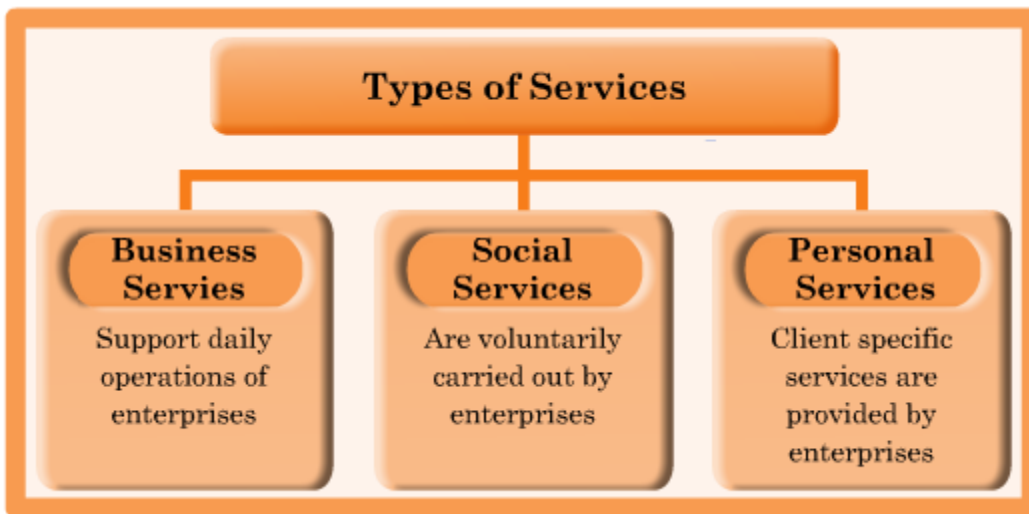 Types of Services
Business
Servies
Support daily
operations of
enterprises
Social
Services
Are voluntarily
carried out by
enterprises
Personal
Services
Client specific
services are
provided by
enterprises